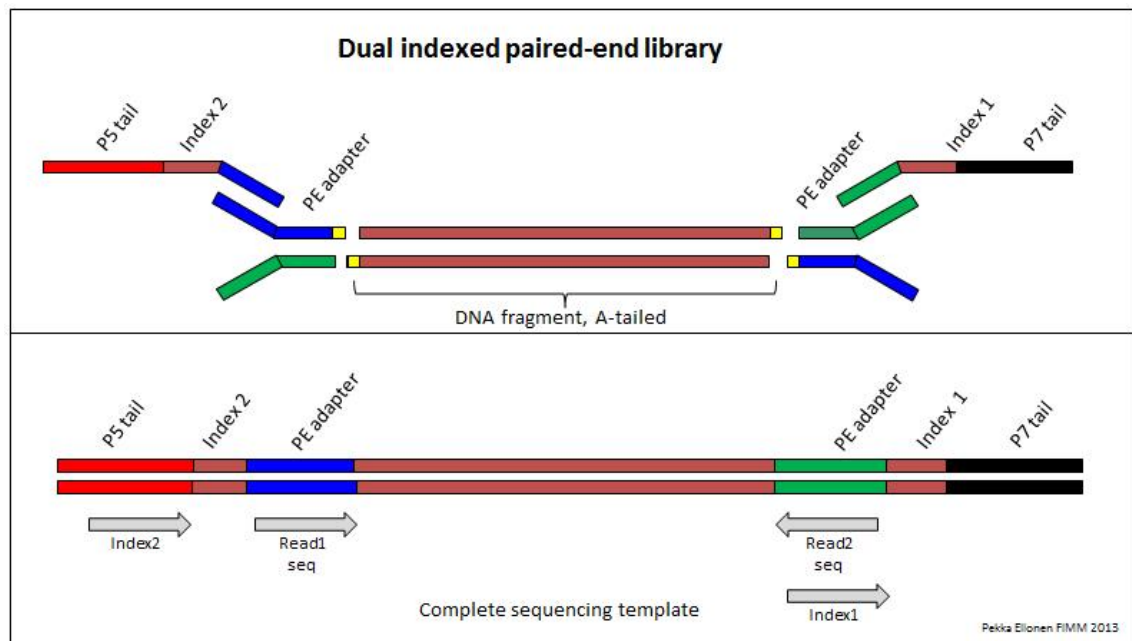 Dual indexed paired-end library
P5 tail
Index 2
PE adapter
PE adapter
Index 1
P7 tail
DNA fragment, A-tailed
P5 tail
Index 2
PE adapter
PE adapter
Index 1
P7 tail
Index2
Read1
seq
Read2
seq
Index1
Complete sequencing template
Pekka Ellonen FIMM 2013